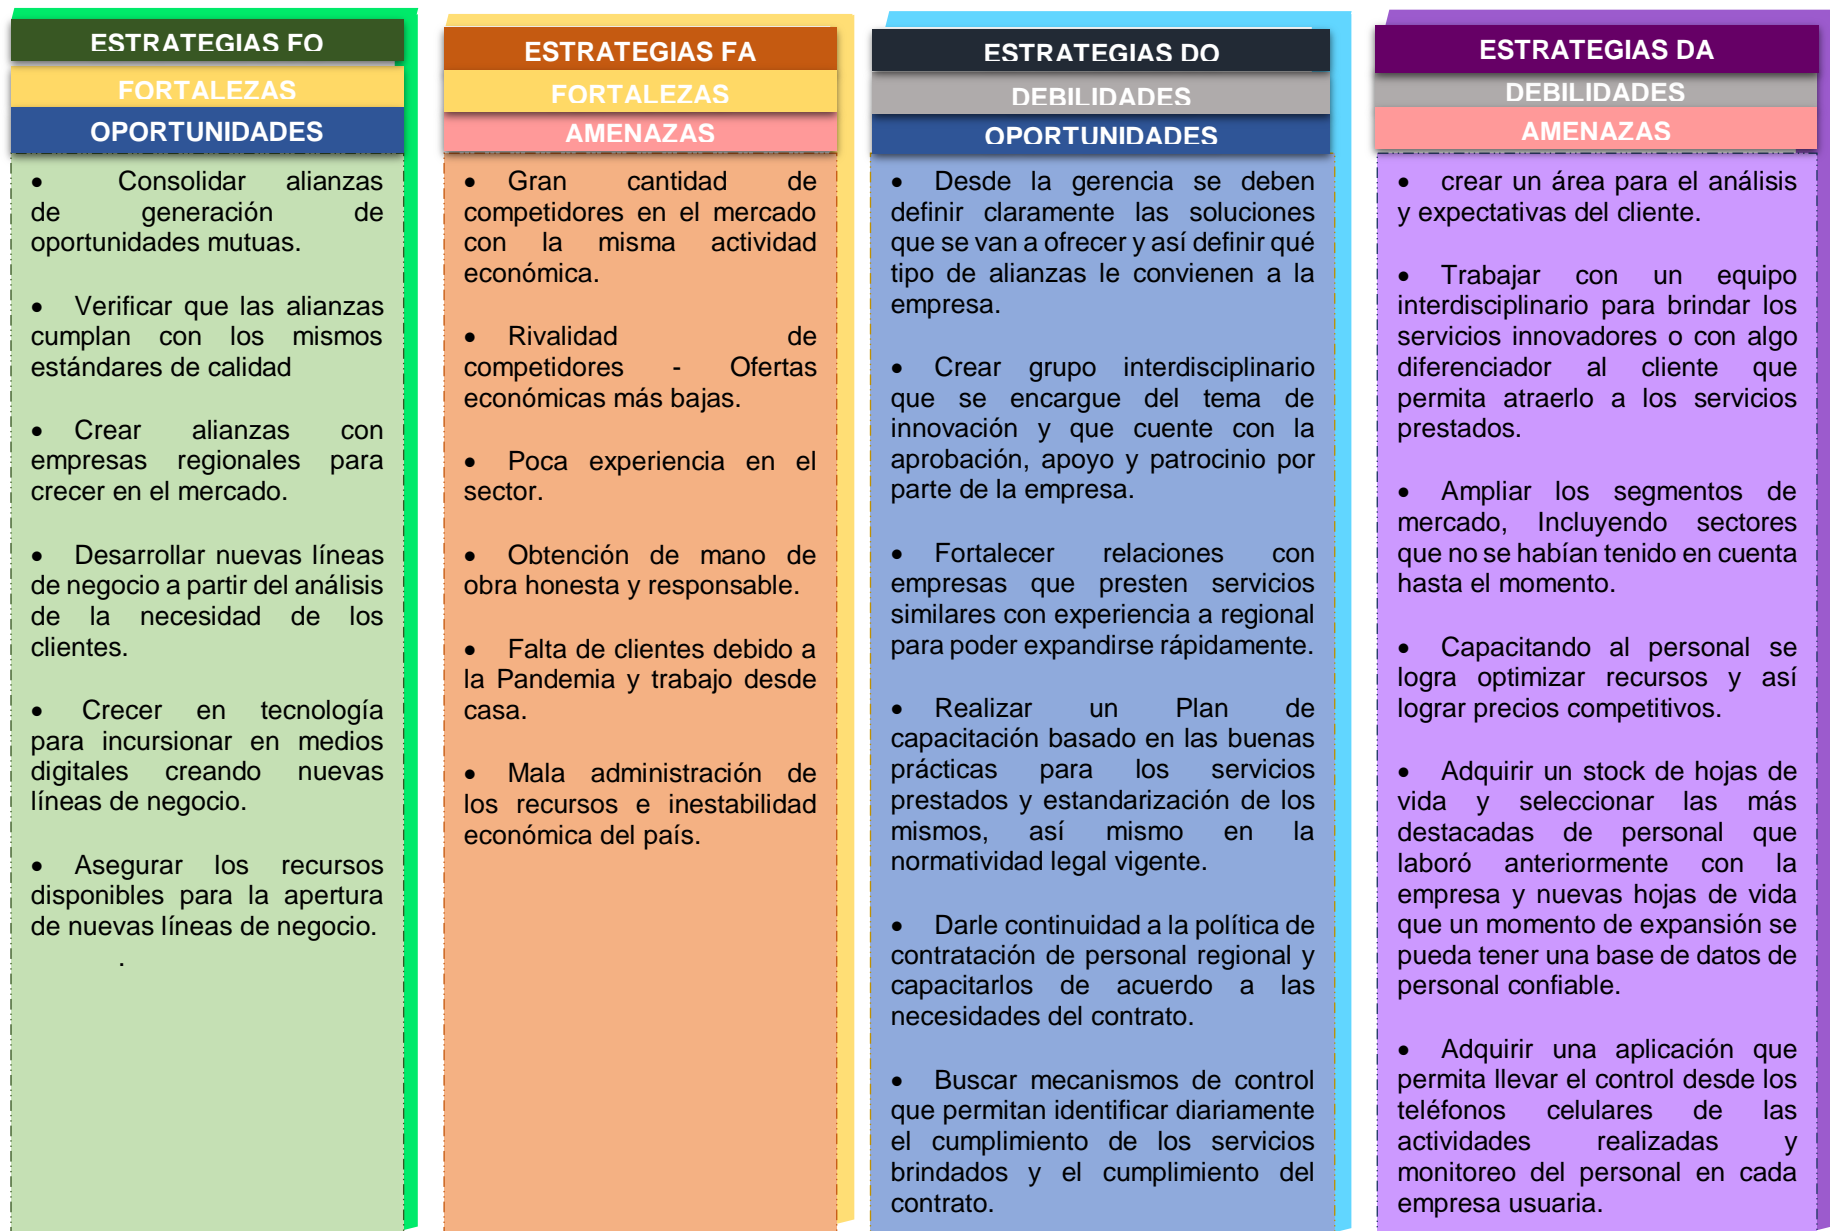 ESTRATEGIAS FO
FORTALEZAS
OPORTUNIDADES
• Consolidar alianzas
de generación de
oportunidades mutuas.
• Verificar que las alianzas
cumplan con los mismos
estándares de calidad
• Crear alianzas con
empresas regionales para
crecer en el mercado.
• Desarrollar nuevas líneas
de negocio a partir del análisis
de la necesidad de los
clientes.
• Crecer en tecnología
para incursionar en medios
digitales creando nuevas
líneas de negocio.
• Asegurar los recursos
disponibles para la apertura
de nuevas líneas de negocio.
.
ESTRATEGIAS FA
FORTALEZAS
AMENAZAS
• Gran cantidad de
competidores en el mercado
con la misma actividad
económica.
• Rivalidad de
competidores - Ofertas
económicas más bajas.
• Poca experiencia en el
sector.
• Obtención de mano de
obra honesta y responsable.
• Falta de clientes debido a
la Pandemia y trabajo desde
casa.
• Mala administración de
los recursos e inestabilidad
económica del país.
ESTRATEGIAS DO
DEBILIDADES
OPORTUNIDADES
• Desde la gerencia se deben
definir claramente las soluciones
que se van a ofrecer y así definir qué
tipo de alianzas le convienen a la
empresa.
• Crear grupo interdisciplinario
que se encargue del tema de
innovación y que cuente con la
aprobación, apoyo y patrocinio por
parte de la empresa.
• Fortalecer relaciones con
empresas que presten servicios
similares con experiencia a regional
para poder expandirse rápidamente.
• Realizar un Plan de
capacitación basado en las buenas
prácticas para los servicios
prestados y estandarización de los
mismos, así mismo en la
normatividad legal vigente.
• Darle continuidad a la política de
contratación de personal regional y
capacitarlos de acuerdo a las
necesidades del contrato.
• Buscar mecanismos de control
que permitan identificar diariamente
el cumplimiento de los servicios
brindados y el cumplimiento del
contrato.
ESTRATEGIAS DA
DEBILIDADES
AMENAZAS
• crear un área para el análisis
y expectativas del cliente.
• Trabajar con un equipo
interdisciplinario para brindar los
servicios innovadores o con algo
diferenciador al cliente que
permita atraerlo a los servicios
prestados.
• Ampliar los segmentos de
mercado, Incluyendo sectores
que no se habían tenido en cuenta
hasta el momento.
• Capacitando al personal se
logra optimizar recursos y así
lograr precios competitivos.
• Adquirir un stock de hojas de
vida y seleccionar las más
destacadas de personal que
laboró anteriormente con la
empresa y nuevas hojas de vida
que un momento de expansión se
pueda tener una base de datos de
personal confiable.
• Adquirir una aplicación que
permita llevar el control desde los
teléfonos celulares de las
actividades realizadas y
monitoreo del personal en cada
empresa usuaria.